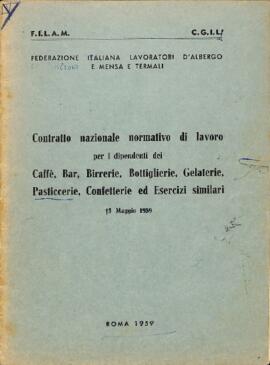 F.I.L.A.M. C.G.I.L.
FEDERAZIONE ITALIANA LAVORATORI D'ALBERGO
E MENSA E TERMALI
Contratto nazionale normativo di lavoro
per i dipendenti dei
Caffè, Bar, Birrerie, Bottiglierie, Gelaterie,
Pasticcerie, Confetterie ed Esercizi similari
15 Maggio 1959
ROMA 1959